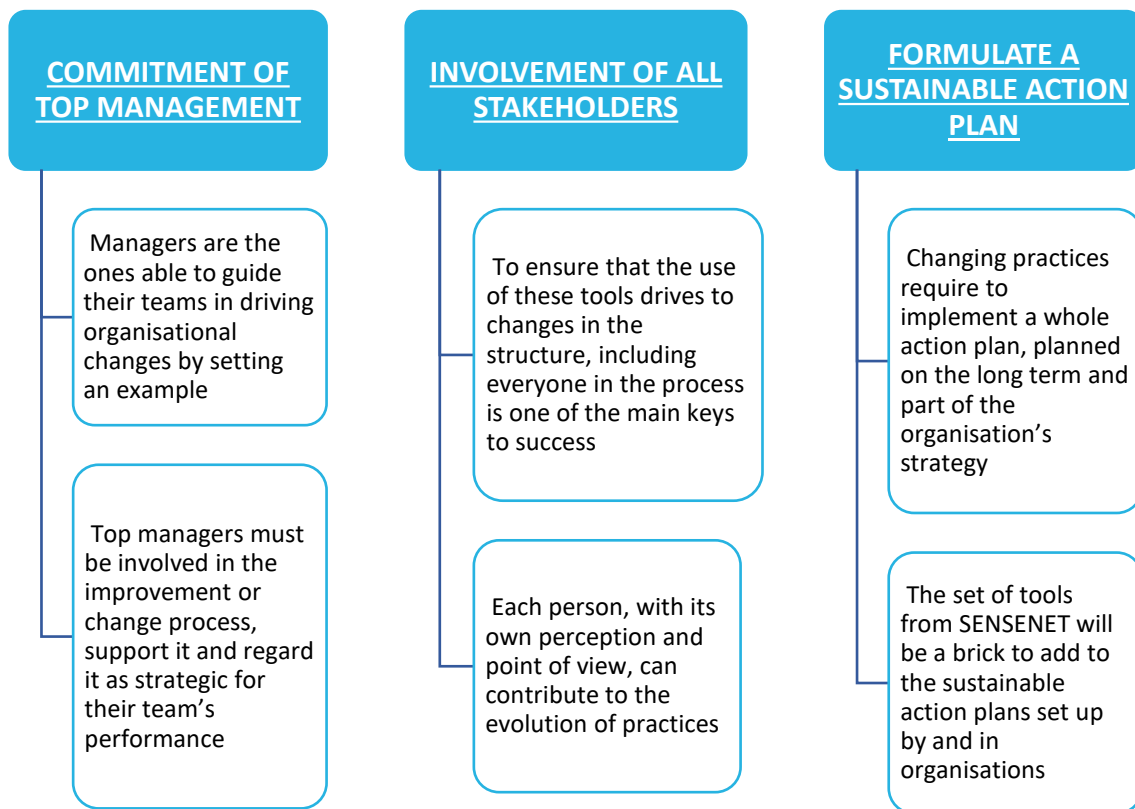 COMMITMENT OF
TOP MANAGEMENT
Managers are the
ones able to guide
their teams in driving
organisational
changes by setting
an example
Top managers must
be involved in the
improvement or
change process,
support it and regard
it as strategic for
their team's
performance
INVOLVEMENT OF ALL
STAKEHOLDERS
To ensure that the use
of these tools drives to
changes in the
structure, including
everyone in the process
is one of the main keys
to success
Each person, with its
own perception and
point of view, can
contribute to the
evolution of practices
FORMULATE A
SUSTAINABLE ACTION
PLAN
Changing practices
require to
implement a whole
action plan, planned
on the long term and
part of the
organisation's
strategy
The set of tools
from SENSENET will
be a brick to add to
the sustainable
action plans set up
by and in
organisations